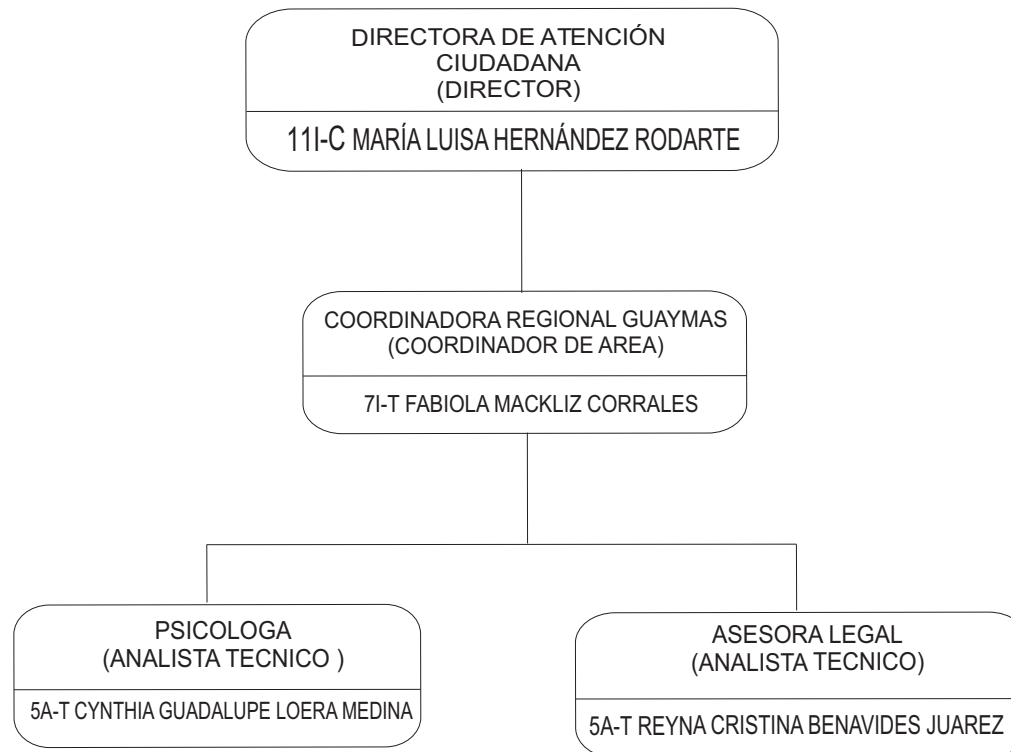 DIRECTORA DE ATENCIÓN
CIUDADANA
(DIRECTOR)
11I-C MARÍA LUISA HERNÁNDEZ RODARTE
COORDINADORA REGIONAL GUAYMAS
(COORDINADOR DE AREA)
7I-T FABIOLA MACKLIZ CORRALES
PSICOLOGA
(ANALISTA TECNICO )
5A-T CYNTHIA GUADALUPE LOERA MEDINA
ASESORA LEGAL
(ANALISTA TECNICO)
5A-T REYNA CRISTINA BENAVIDES JUAREZ